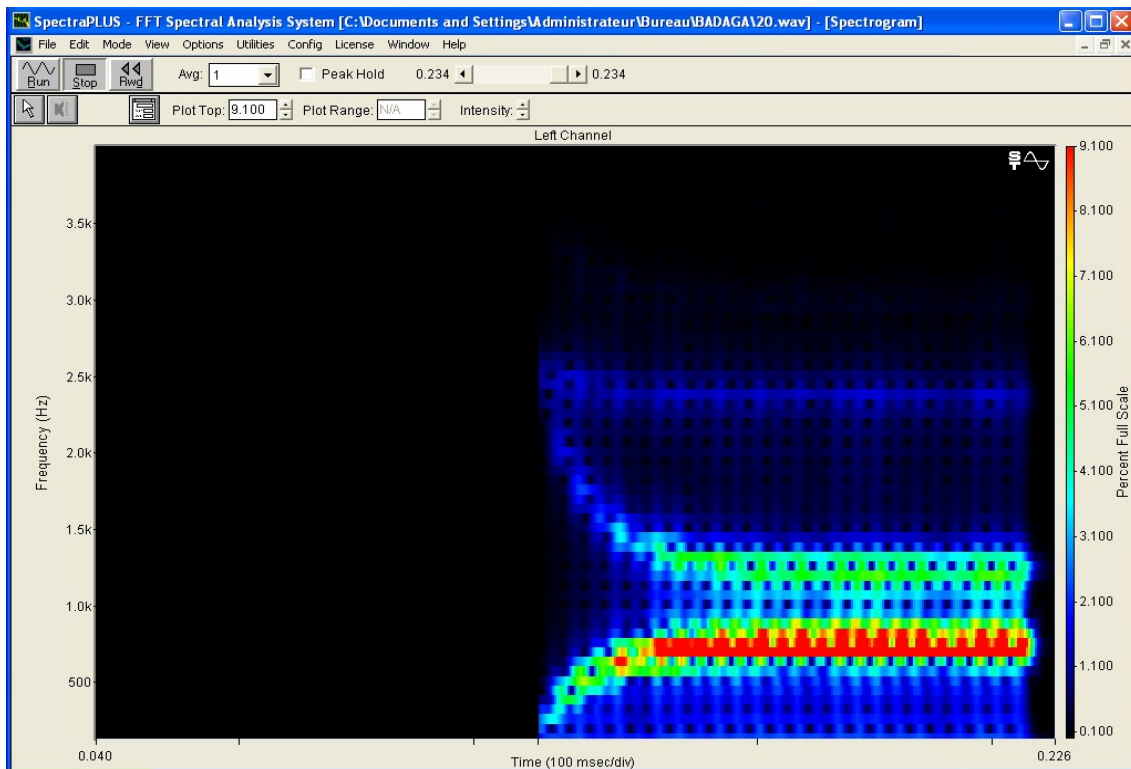 SpectraPLUS - FFT Spectral Analysis System [C:\Documents and Settings\Administrateur\Bureau\BADAGA\20.wav] - [Spectrogram]
File Edit Mode View Options Utilities Config License Window Help
Run Stop Rwd Avg: 1 Peak Hold 0.234 0.234
Plot Top: 9.100 Plot Range: N/A Intensity:
Left Channel
Frequency (Hz)
3.5k
3.0k
2.5k
2.0k
1.5k
1.0k
500
S
T
9.100
8.100
7.100
6.100
5.100
4.100
3.100
2.100
1.100
0.100
Percent Full Scale
0.040 Time (100 msec/div) 0.226